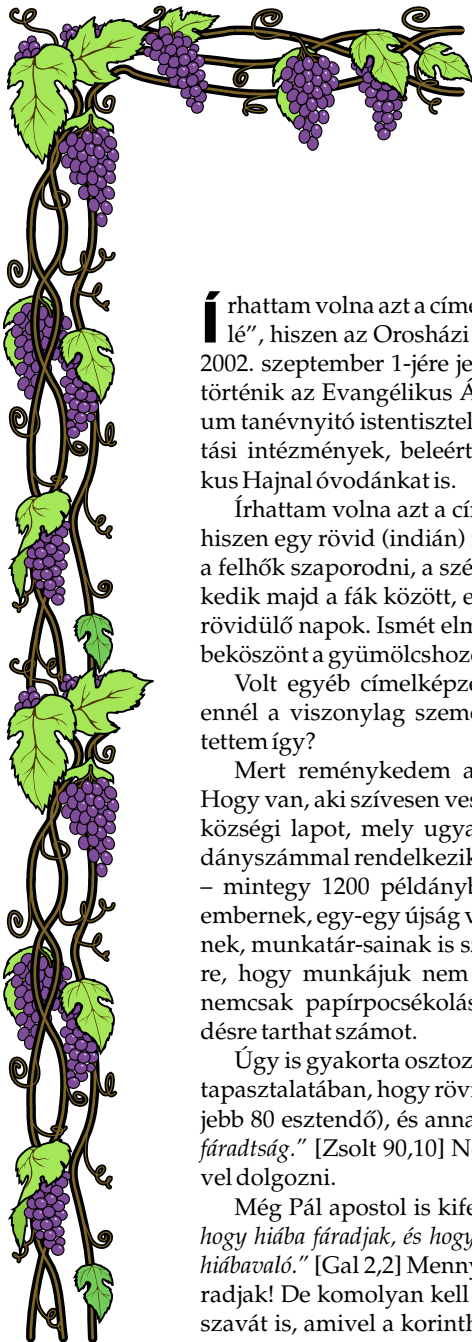 Írhattam volna azt a címe
lé”, hiszen az Orosházi
2002. szeptember 1-jére je
történik az Evangélikus Á
um tanévnyitó istentisztel
tási intézmények, beleért
kus Hajnal óvodánkat is.
Írhattam volna azt a cír
hiszen egy rövid (indián)
a felhők szaporodni, a szé
kedik majd a fák között, e
rövidülő napok. Ismét elm
beköszönt a gyümölcshoz
Volt egyéb címelképze
ennél a viszonylag szem
tettem így?
Mert reménykedem a
Hogy van, aki szívesen ves
községi lapot, mely ugya
dányszámmal rendelkezik
– mintegy 1200 példányb
embernek, egy-egy újság v
nek, munkatár-sainak is s
re, hogy munkájuk nem
nemcsak papírpocsékolás
désre tarthat számot.
Úgy is gyakorta osztoz
tapasztalatában, hogy rövi
jebb 80 esztendő), és anna
fáradtság.” [Zsolt 90,10] N
vel dolgozni.
Még Pál apostol is kife
hogy hiába fáradjak, és hogy
hiábavaló.” [Gal 2,2] Menny
radjak! De komolyan kell
szavát is, amivel a korinth